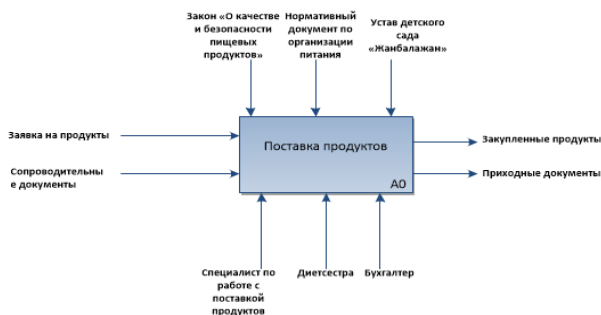 Закон «О качестве
и безопасности
пищевых
продуктов»
Нормативный
документ по
организации
питания
Устав детского
сада
«Жанбалажан»
Заявка на продукты
Сопроводительны
е документы
Поставка продуктов
A0
Закупленные продукты
Приходные документы
Специалист по
работе с
поставкой
продуктов
Диетсестра
Бухгалтер